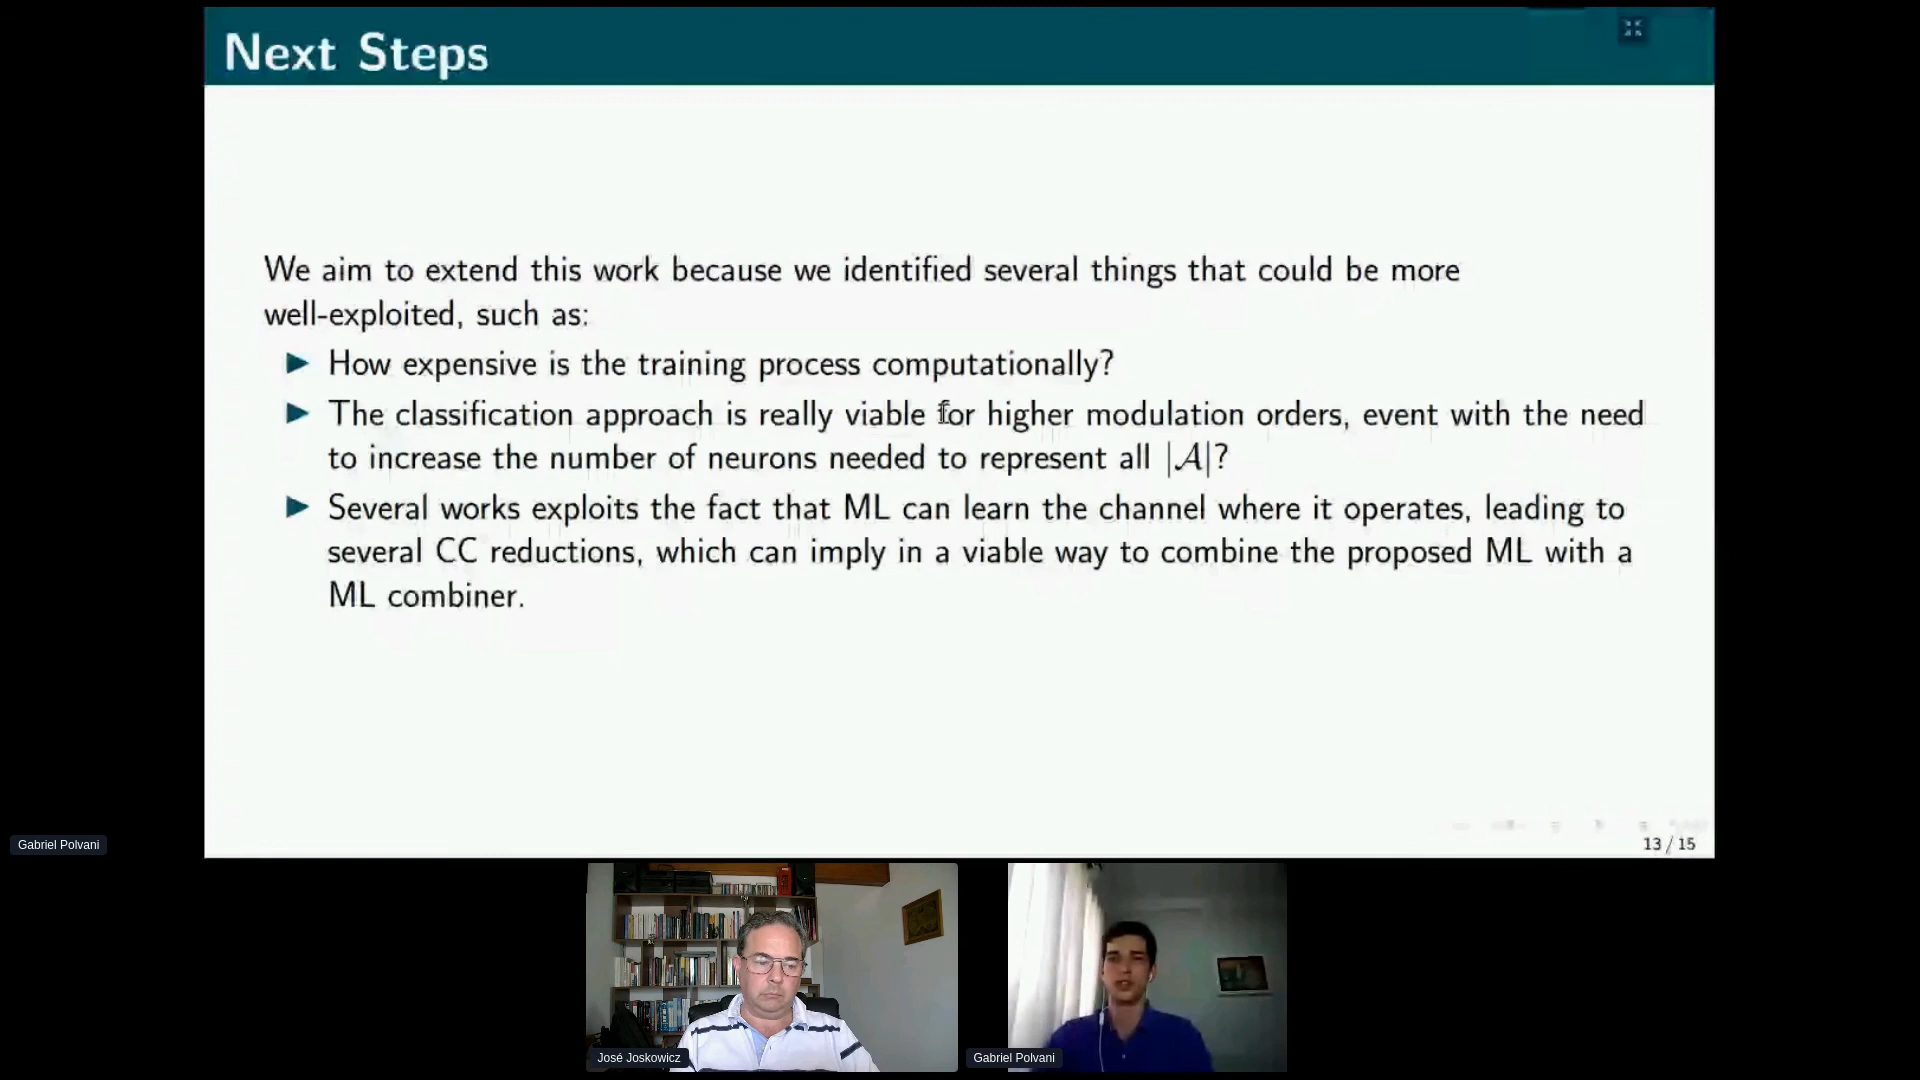 Next Steps
We aim to extend this work because we identified several things that could be more
well-exploited, such as:
How expensive is the training process computationally?
The classification approach is really viable for higher modulation orders, event with the need
to increase the number of neurons needed to represent all |𝒜|?
Several works exploits the fact that ML can learn the channel where it operates, leading to
several CC reductions, which can imply in a viable way to combine the proposed ML with a
ML combiner.
13 / 15
Gabriel Polvani
José Joskowicz
Gabriel Polvani